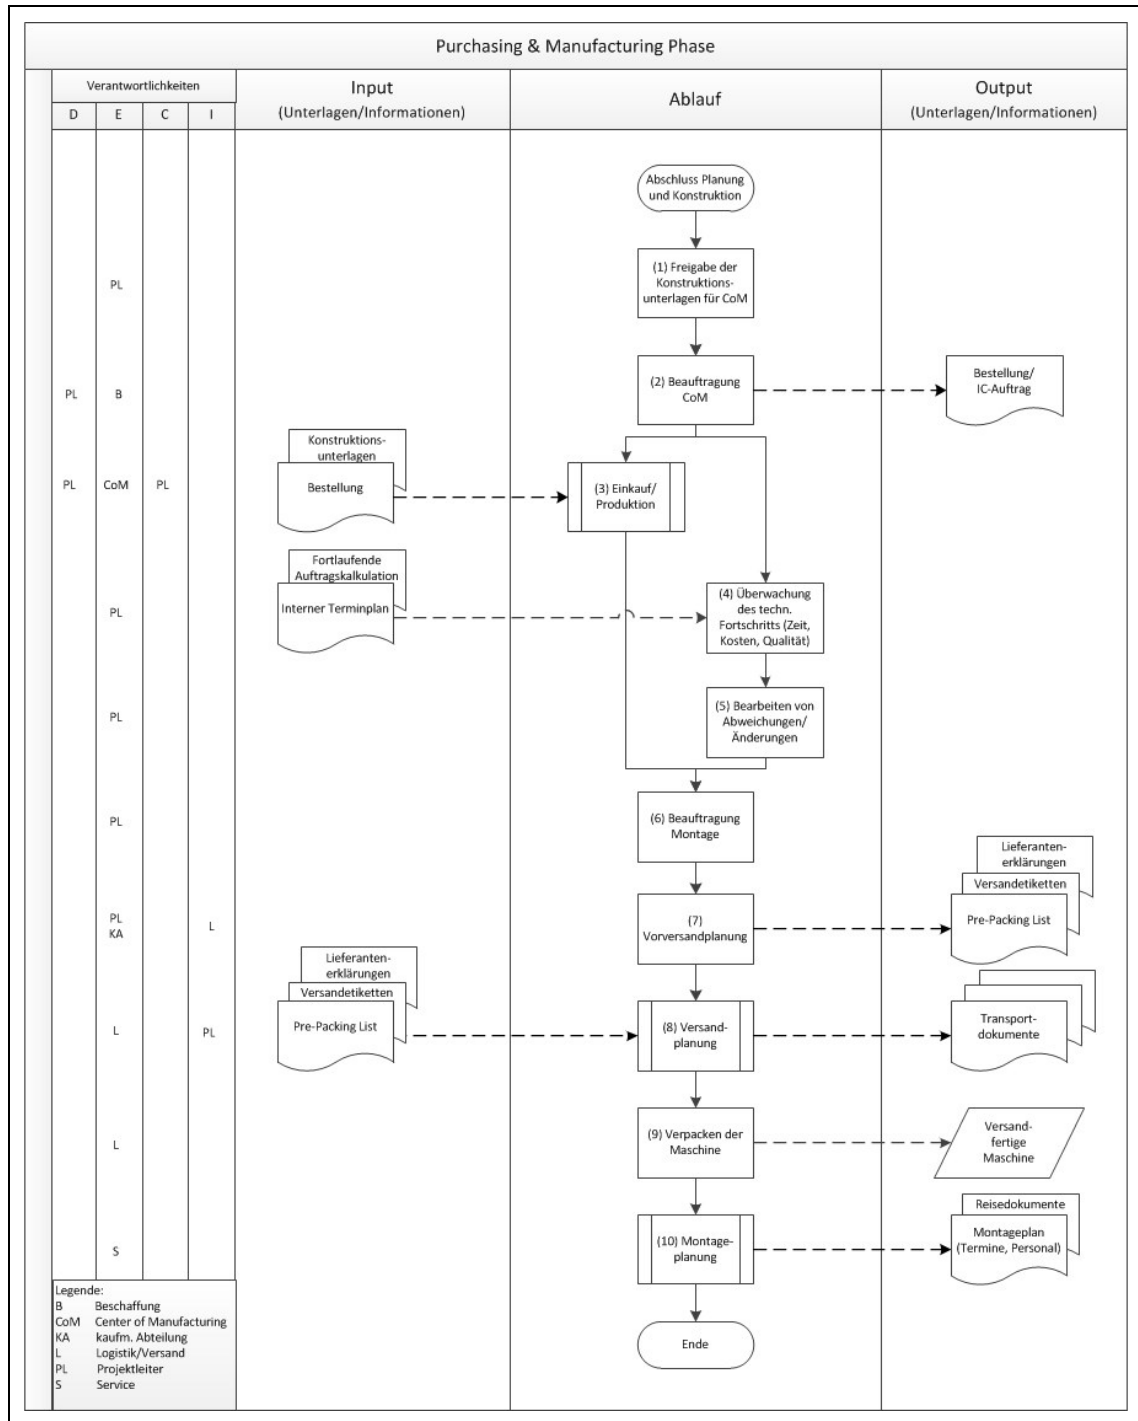 Purchasing & Manufacturing Phase
Verantwortlichkeiten
D E C I
Input
(Unterlagen/Informationen)
Ablauf
Output
(Unterlagen/Informationen)
Abschluss Planung
und Konstruktion
PL
(1) Freigabe der
Konstruktions-
unterlagen für CoM
PL B
(2) Beauftragung
CoM
Bestellung/
IC-Auftrag
PL CoM PL
Konstruktions-
unterlagen
Bestellung
(3) Einkauf/
Produktion
PL
Fortlaufende
Auftragskalkulation
Interner Terminplan
(4) Überwachung
des techn.
Fortschritts (Zeit,
Kosten, Qualität)
PL
(5) Bearbeiten von
Abweichungen/
Änderungen
PL
(6) Beauftragung
Montage
PL
KA
L
(7)
Vorversandplanung
Lieferanten-
erklärungen
Versandetiketten
Pre-Packing List
L PL
Lieferanten-
erklärungen
Versandetiketten
Pre-Packing List
(8) Versand-
planung
Transport-
dokumente
L
(9) Verpacken der
Maschine
Versand-
fertige
Maschine
S
(10) Montage-
planung
Reisedokumente
Montageplan
(Termine, Personal)
Ende
Legende:
B Beschaffung
CoM Center of Manufacturing
KA kaufm. Abteilung
L Logistik/Versand
PL Projektleiter
S Service